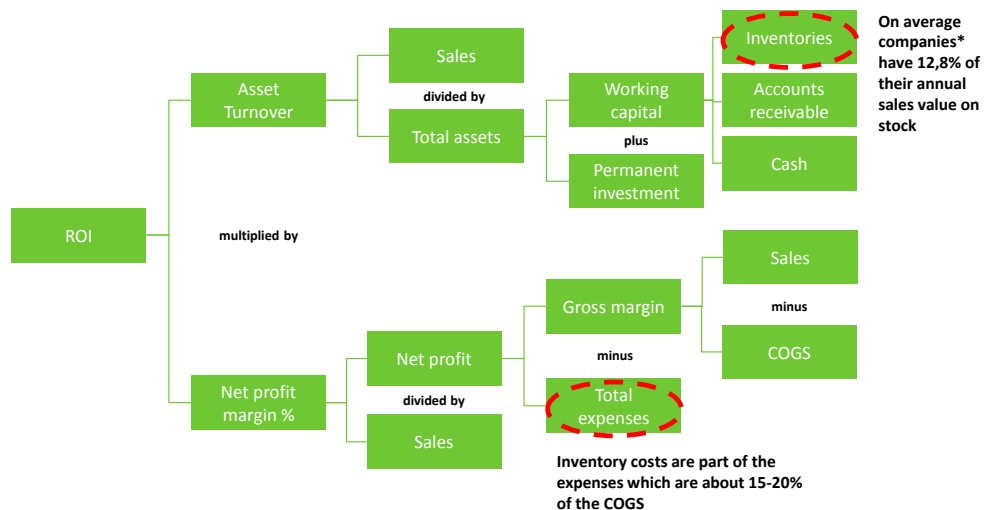 Inventories
On average
companies*
have 12,8% of
their annual
sales value on
stock
Sales
Asset
Turnover
divided by
Working
capital
Accounts
receivable
Total assets
plus
Cash
Permanent
investment
ROI
multiplied by
Sales
Gross margin
minus
Net profit
minus
COGS
Net profit
margin %
divided by
Total
expenses
Sales
Inventory costs are part of the
expenses which are about 15-20%
of the COGS